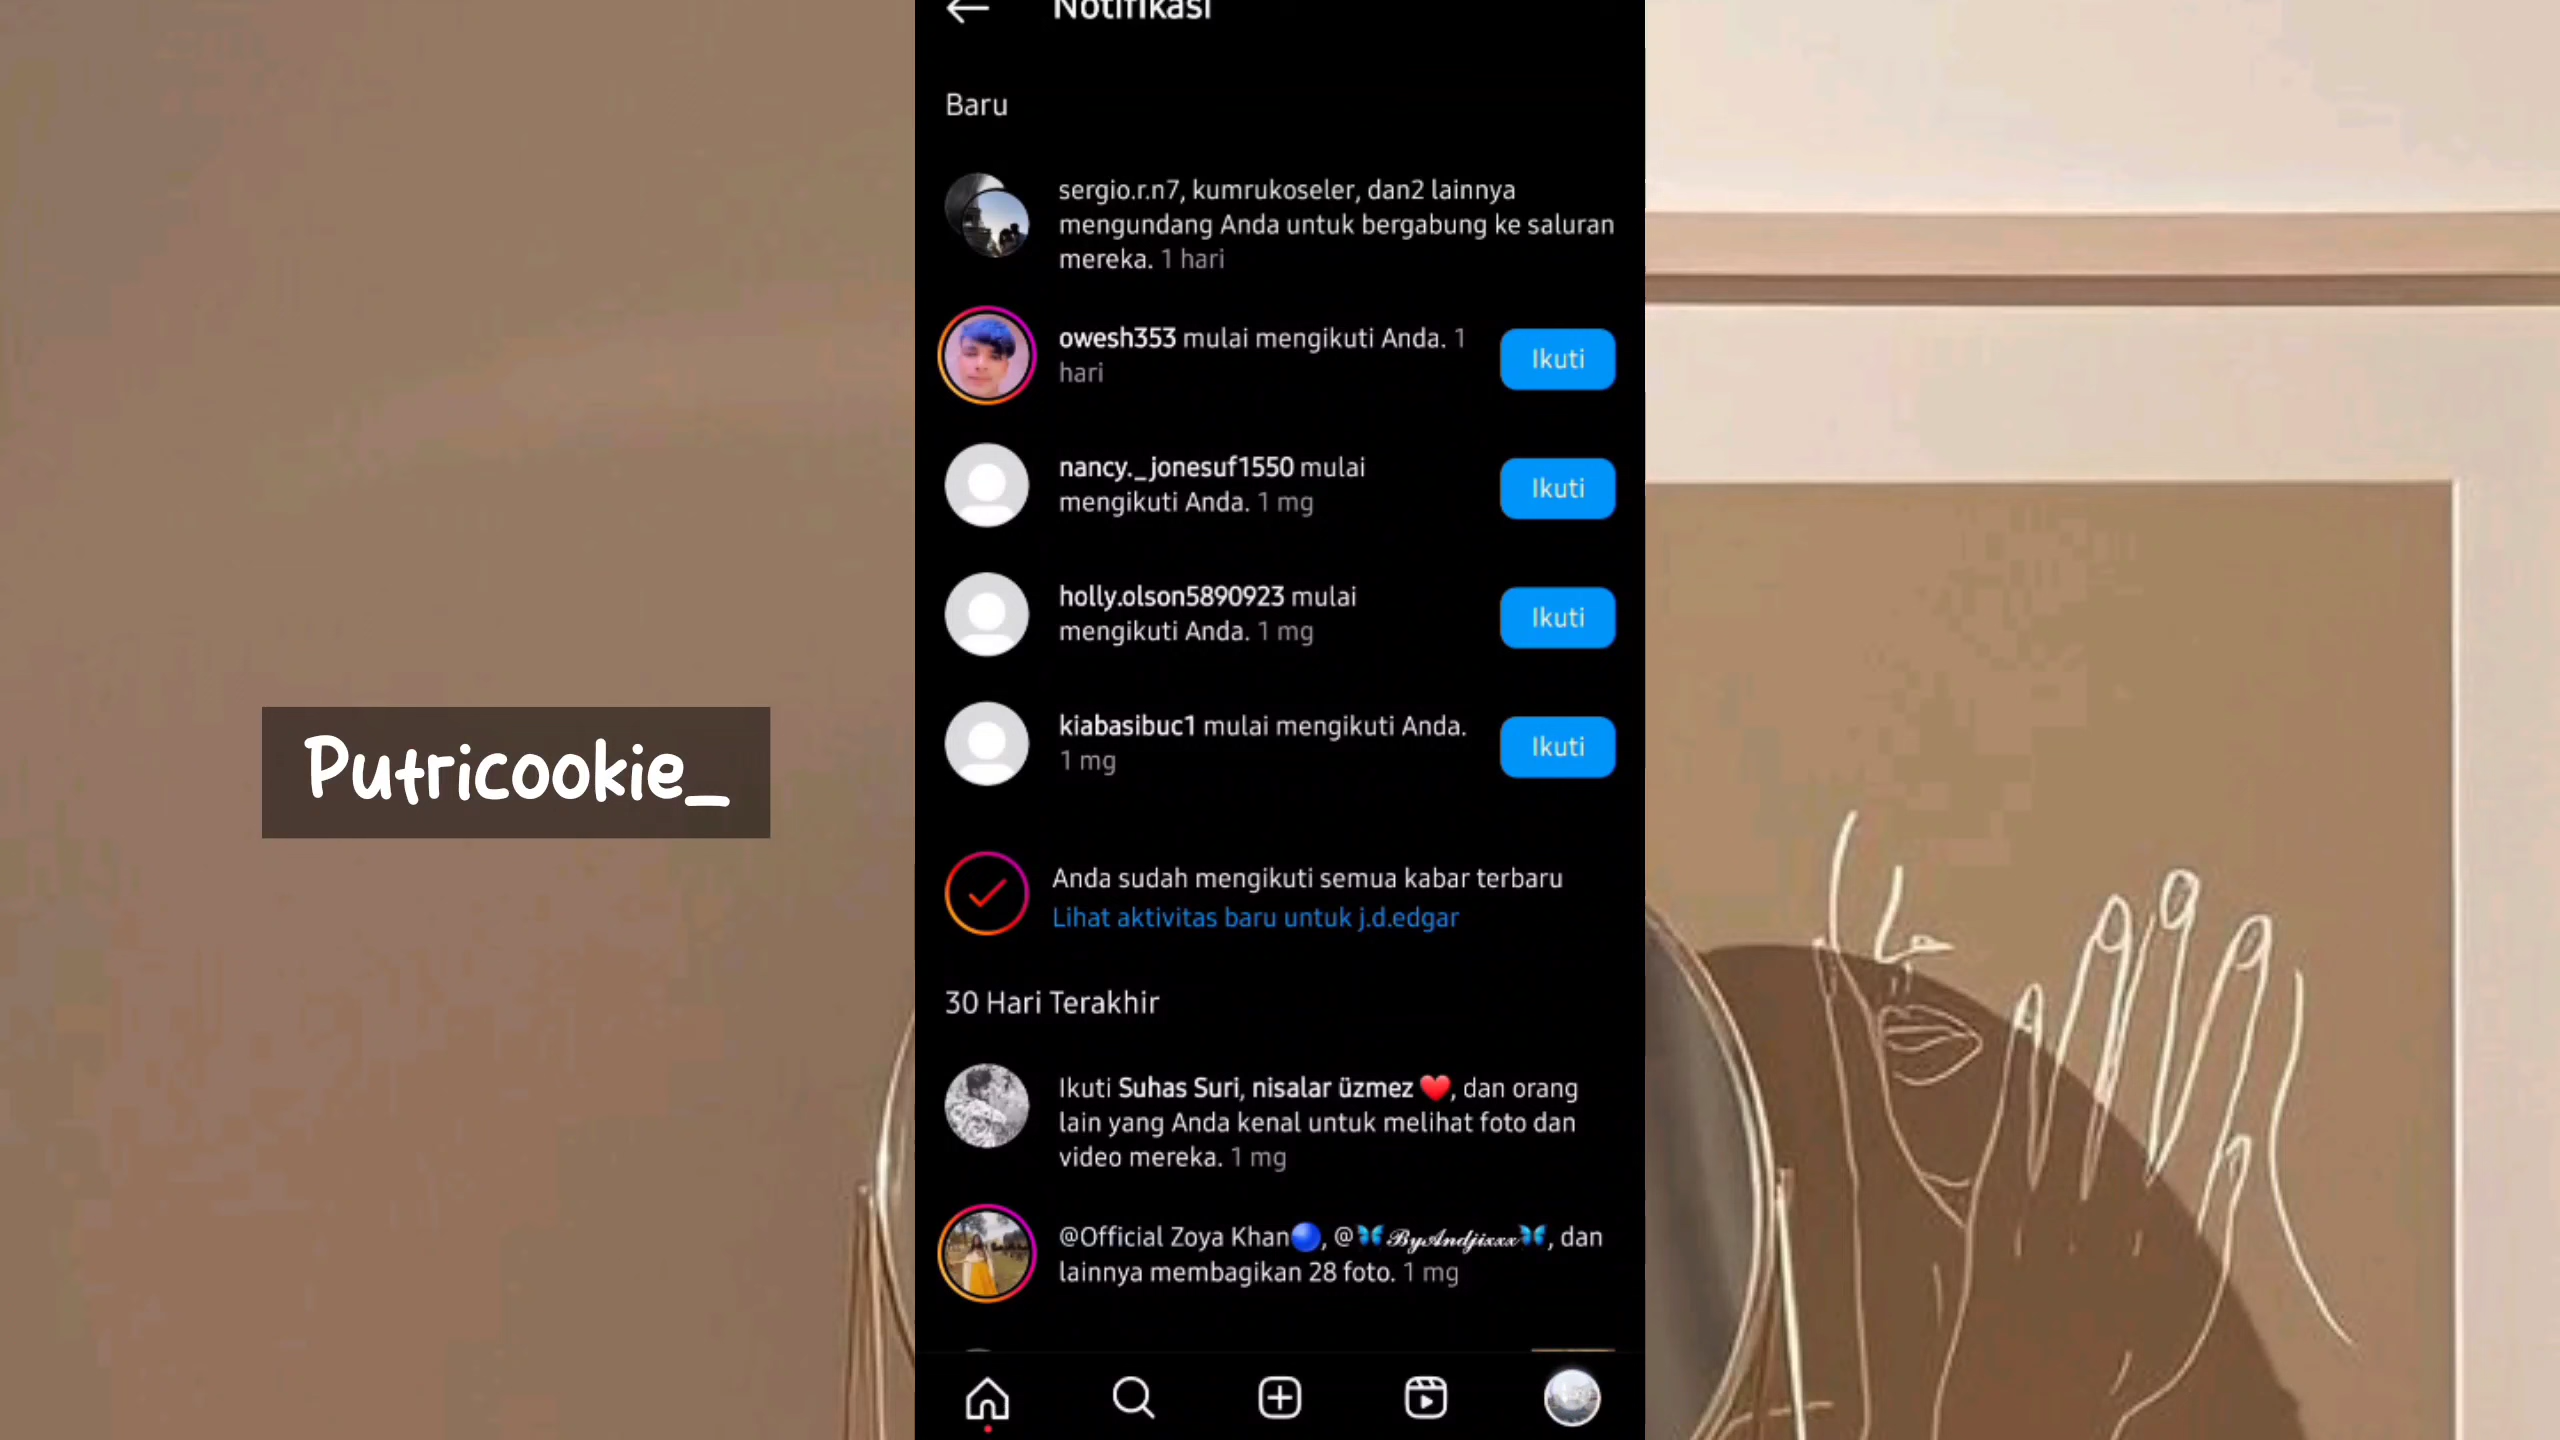 Notifikasi
Baru
sergio.r.n7, kumrukoseler, dan2 lainnya
mengundang Anda untuk bergabung ke saluran
mereka. 1 hari
owesh353 mulai mengikuti Anda. 1
hari
Ikuti
nancy._jonesuf1550 mulai
mengikuti Anda. 1 mg
Ikuti
holly.olson5890923 mulai
mengikuti Anda. 1 mg
Ikuti
kiabasibuc1 mulai mengikuti Anda.
1 mg
Ikuti
Putricookie_
Anda sudah mengikuti semua kabar terbaru
Lihat aktivitas baru untuk j.d.edgar
30 Hari Terakhir
Ikuti Suhas Suri, nisalar üzmez ❤️, dan orang
lain yang Anda kenal untuk melihat foto dan
video mereka. 1 mg
@Official Zoya Khan🔵, @🦋𝓑𝔂𝓐𝓷𝓭𝓳𝓲𝔁𝔁𝔁🦋, dan
lainnya membagikan 28 foto. 1 mg